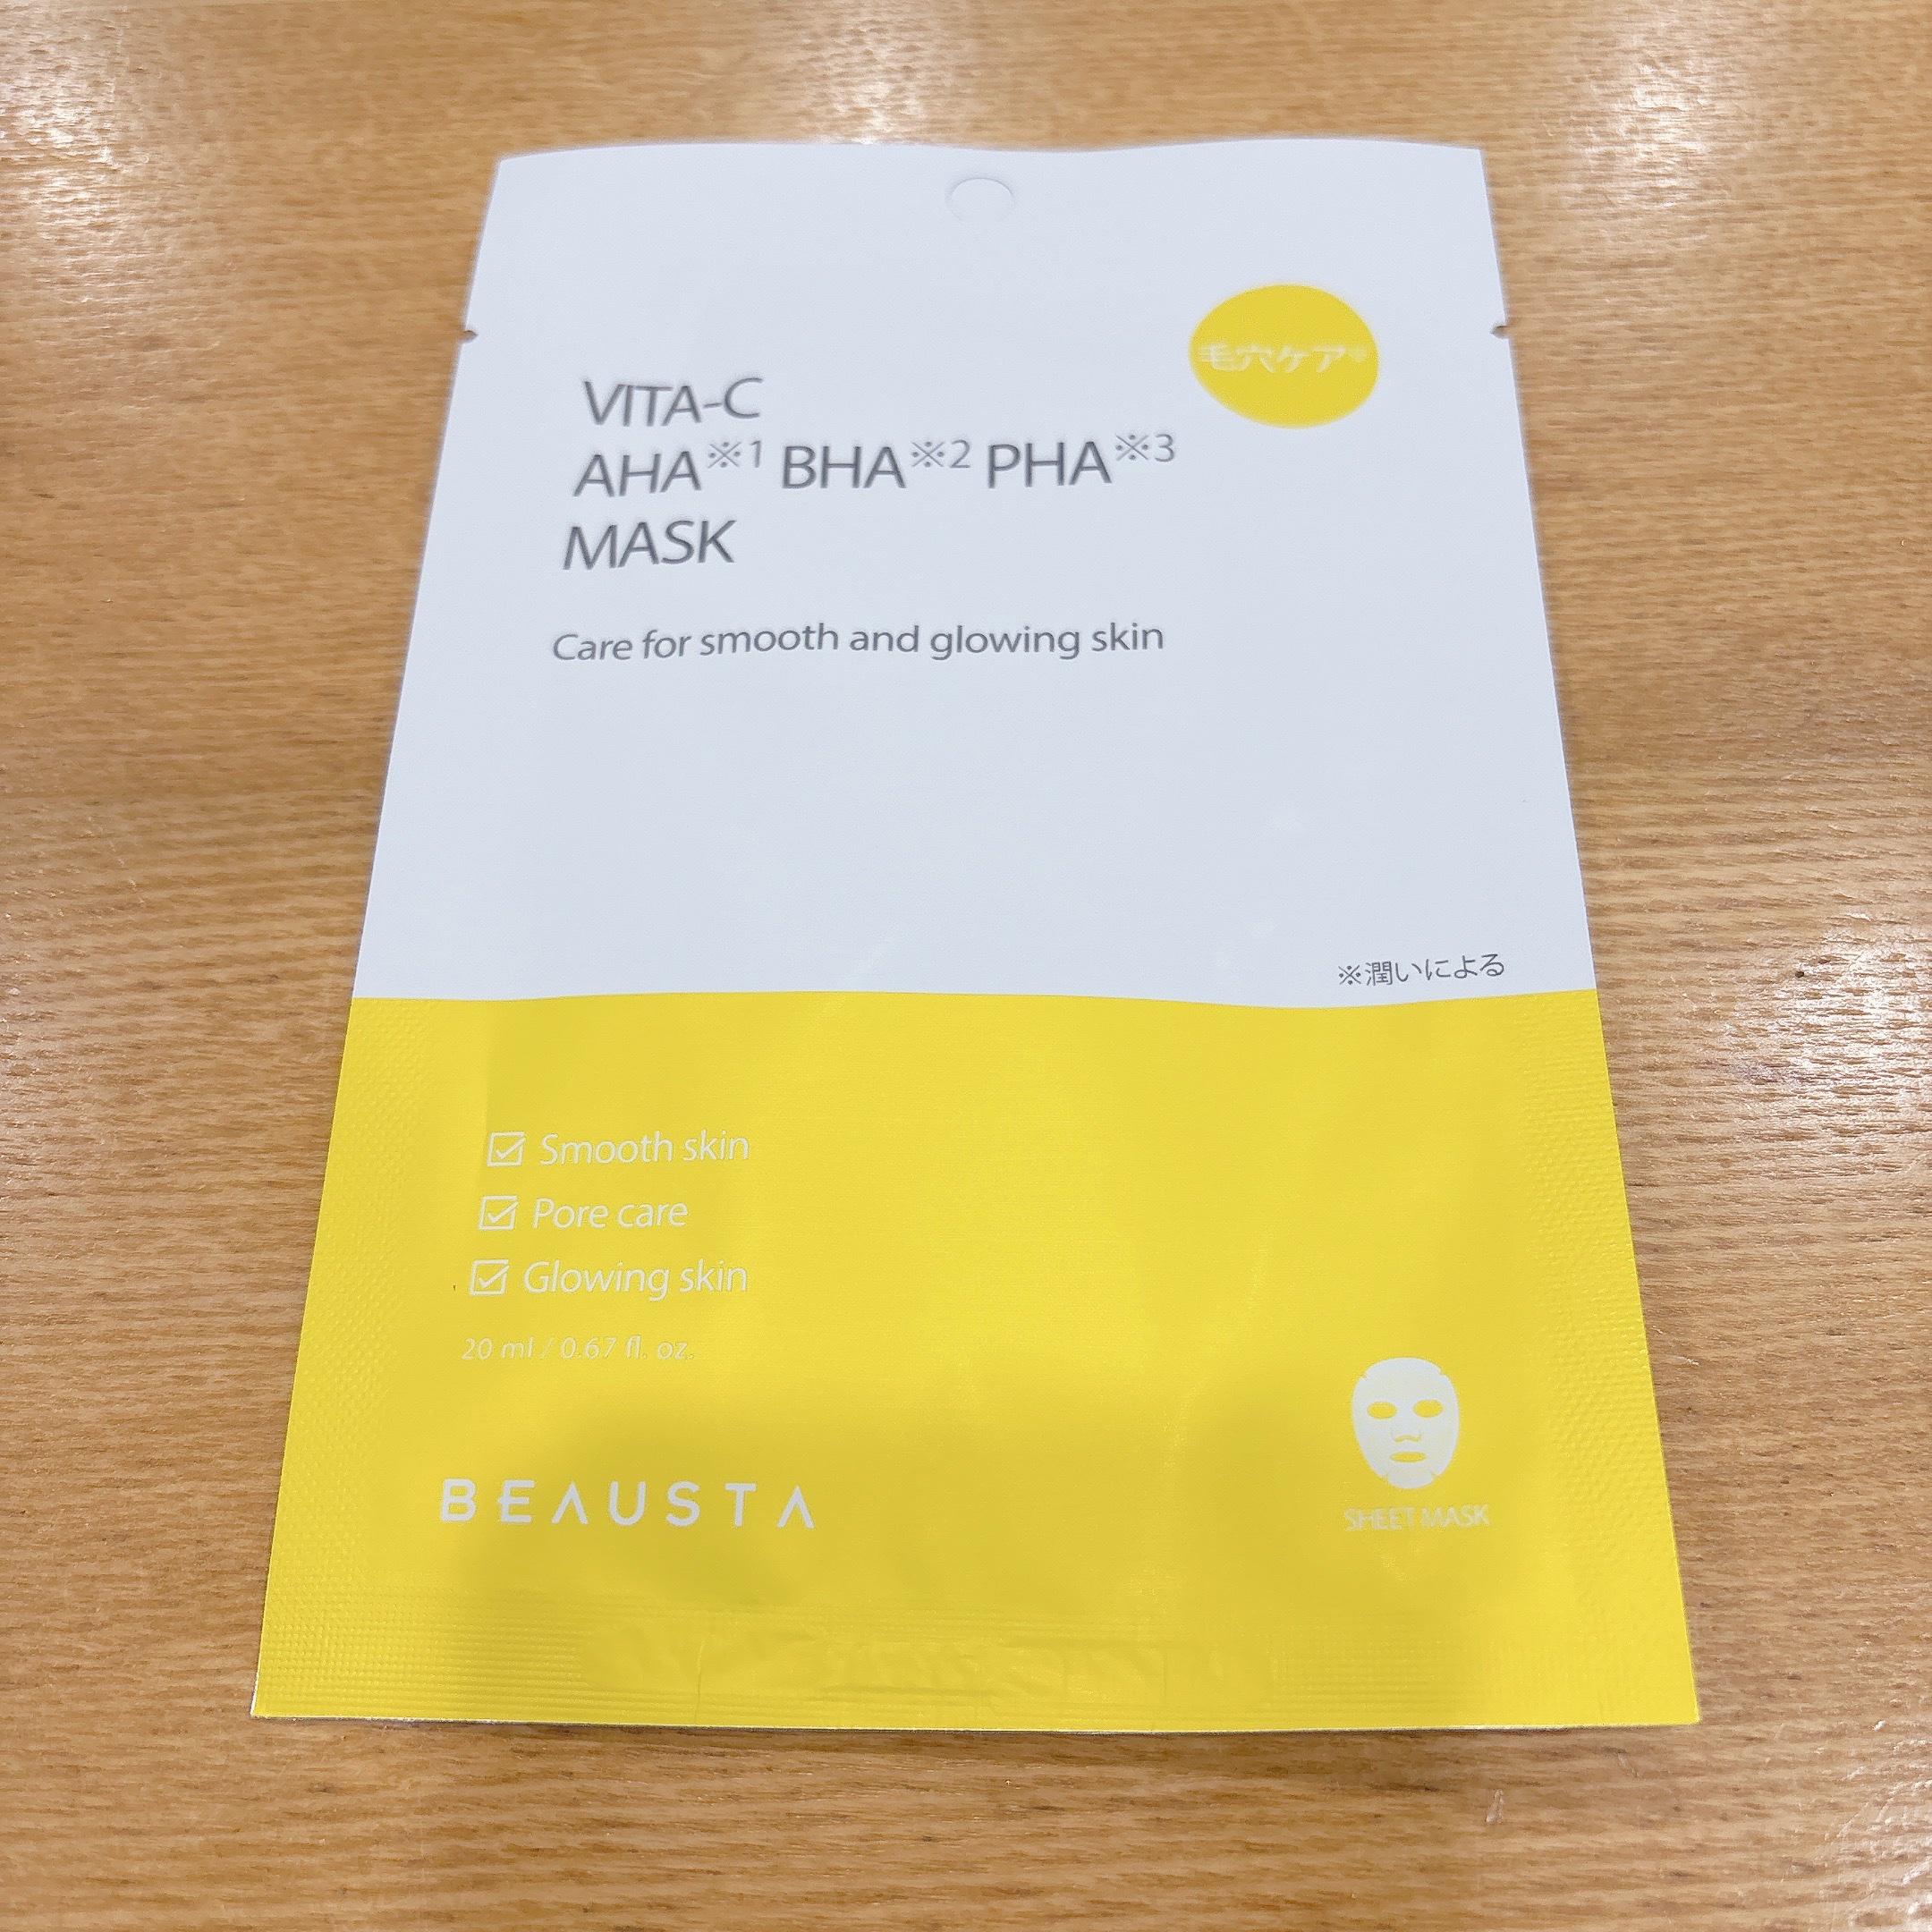 毛穴ケア※
VITA-C
AHA※1 BHA※2 PHA※3
MASK
Care for smooth and glowing skin
※潤いによる
Smooth skin
Pore care
Glowing skin
20 ml / 0.67 fl. oz.
BEAUSTA
SHEET MASK